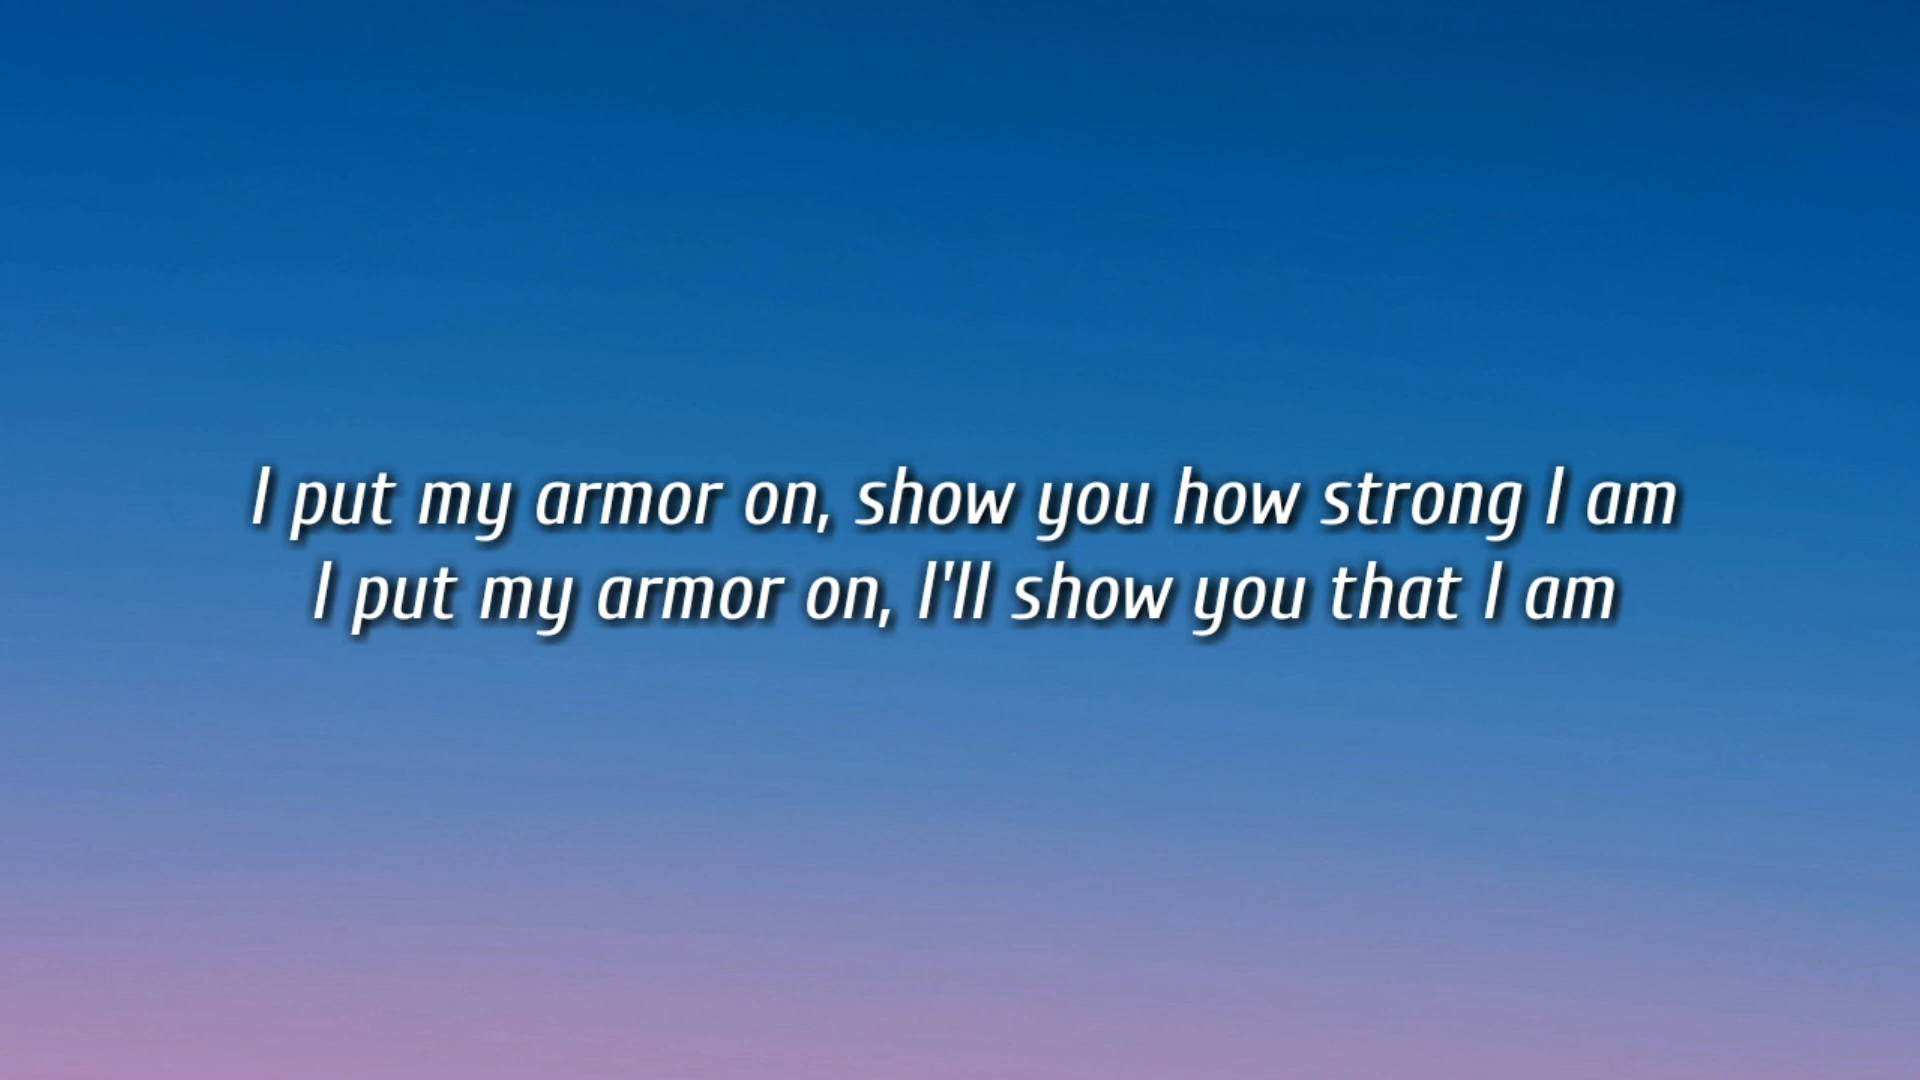 I put my armor on, show you how strong I am
I put my armor on, I'll show you that I am